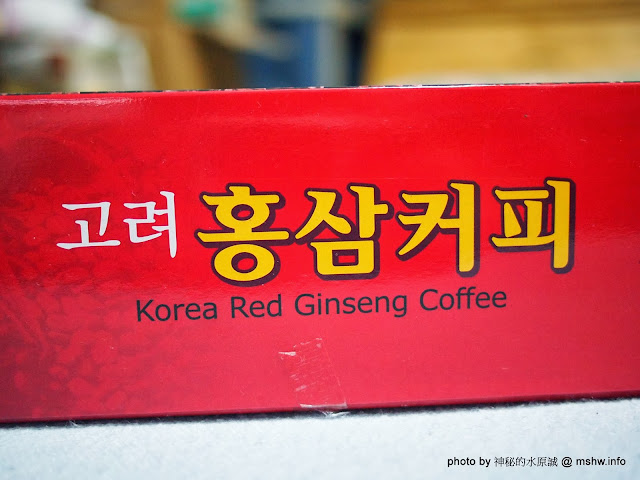 고려 홍삼커피
Korea Red Ginseng Coffee
photo by 神秘的水原誠 @ mshw.info